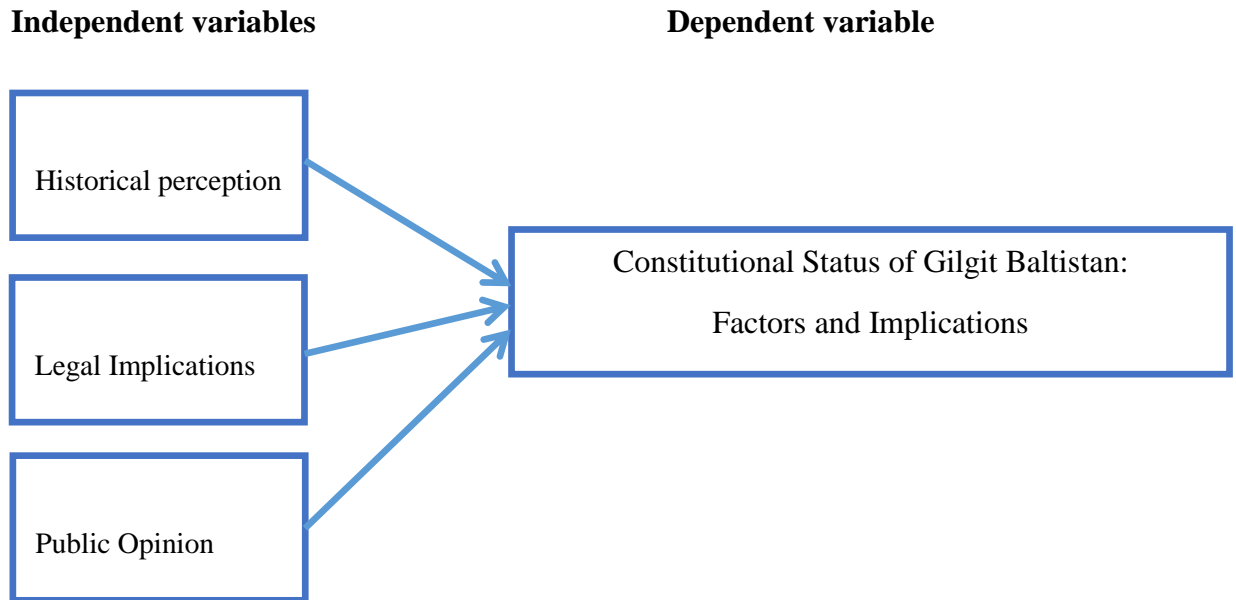 Independent variables
Dependent variable
Historical perception
Constitutional Status of Gilgit Baltistan:
Factors and Implications
Legal Implications
Public Opinion